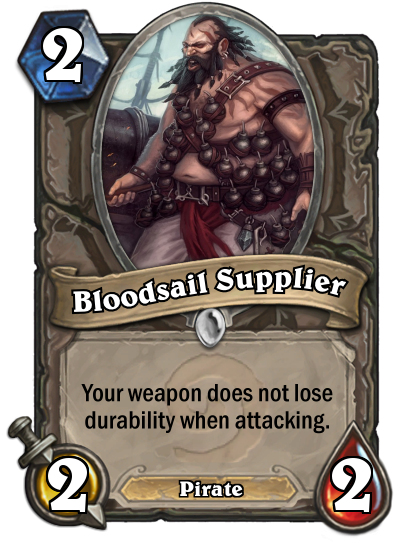 2
Bloodsail Supplier
Your weapon does not lose
durability when attacking.
2
Pirate
2